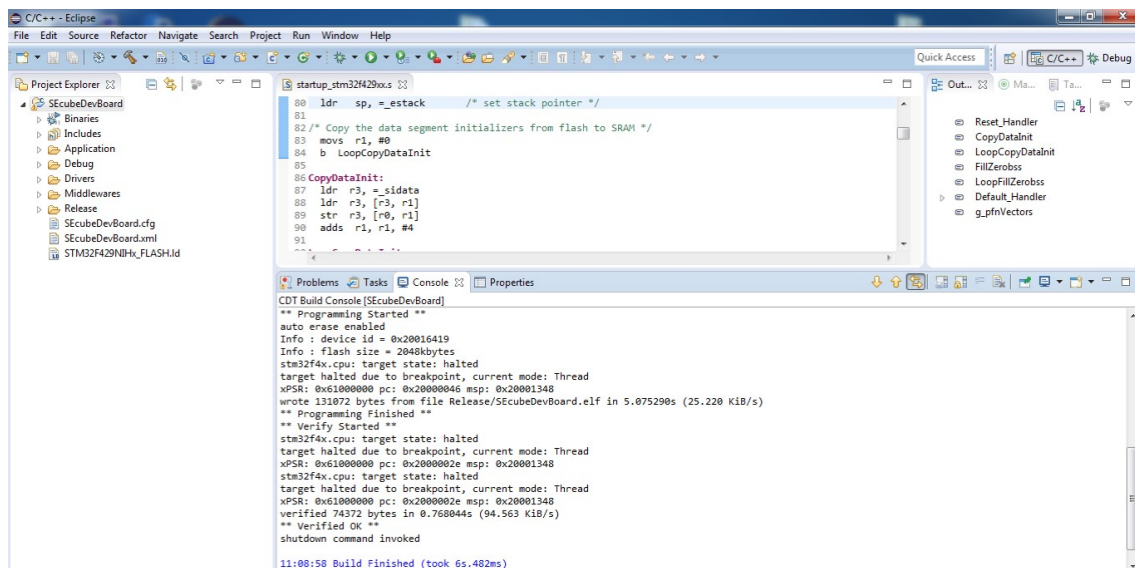 C/C++ - Eclipse
File Edit Source Refactor Navigate Search Project Run Window Help
Quick Access C/C++ Debug
Project Explorer
SEcubeDevBoard
Binaries
Includes
Application
Debug
Drivers
Middlewares
Release
SEcubeDevBoard.cfg
SEcubeDevBoard.xml
STM32F429NIHx_FLASH.ld
startup_stm32f429xx.s
80 ldr sp, =_estack /* set stack pointer */
81
82 /* Copy the data segment initializers from flash to SRAM */
83 movs r1, #0
84 b LoopCopyDataInit
85
86 CopyDataInit:
87 ldr r3, =_sidata
88 ldr r3, [r3, r1]
89 str r3, [r0, r1]
90 adds r1, r1, #4
91
Out... Ma... Ta...
Reset_Handler
CopyDataInit
LoopCopyDataInit
FillZerobss
LoopFillZerobss
Default_Handler
g_pfnVectors
Problems Tasks Console Properties
CDT Build Console [SEcubeDevBoard]
** Programming Started **
auto erase enabled
Info : device id = 0x20016419
Info : flash size = 2048kbytes
stm32f4x.cpu: target state: halted
target halted due to breakpoint, current mode: Thread
xPSR: 0x61000000 pc: 0x20000046 msp: 0x20001348
wrote 131072 bytes from file Release/SEcubeDevBoard.elf in 5.075290s (25.220 KiB/s)
** Programming Finished **
** Verify Started **
stm32f4x.cpu: target state: halted
target halted due to breakpoint, current mode: Thread
xPSR: 0x61000000 pc: 0x2000002e msp: 0x20001348
stm32f4x.cpu: target state: halted
target halted due to breakpoint, current mode: Thread
xPSR: 0x61000000 pc: 0x2000002e msp: 0x20001348
verified 74372 bytes in 0.768044s (94.563 KiB/s)
** Verified OK **
shutdown command invoked
11:08:58 Build Finished (took 6s.482ms)